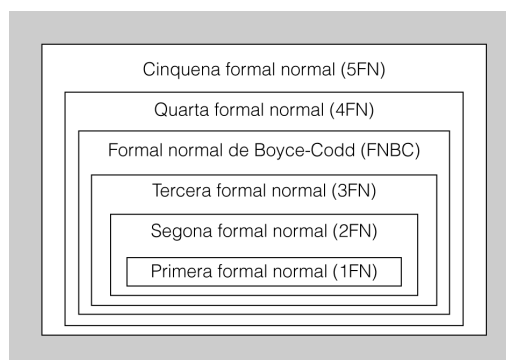 Cinquena formal normal (5FN)
Quarta formal normal (4FN)
Formal normal de Boyce-Codd (FNBC)
Tercera formal normal (3FN)
Segona formal normal (2FN)
Primera formal normal (1FN)